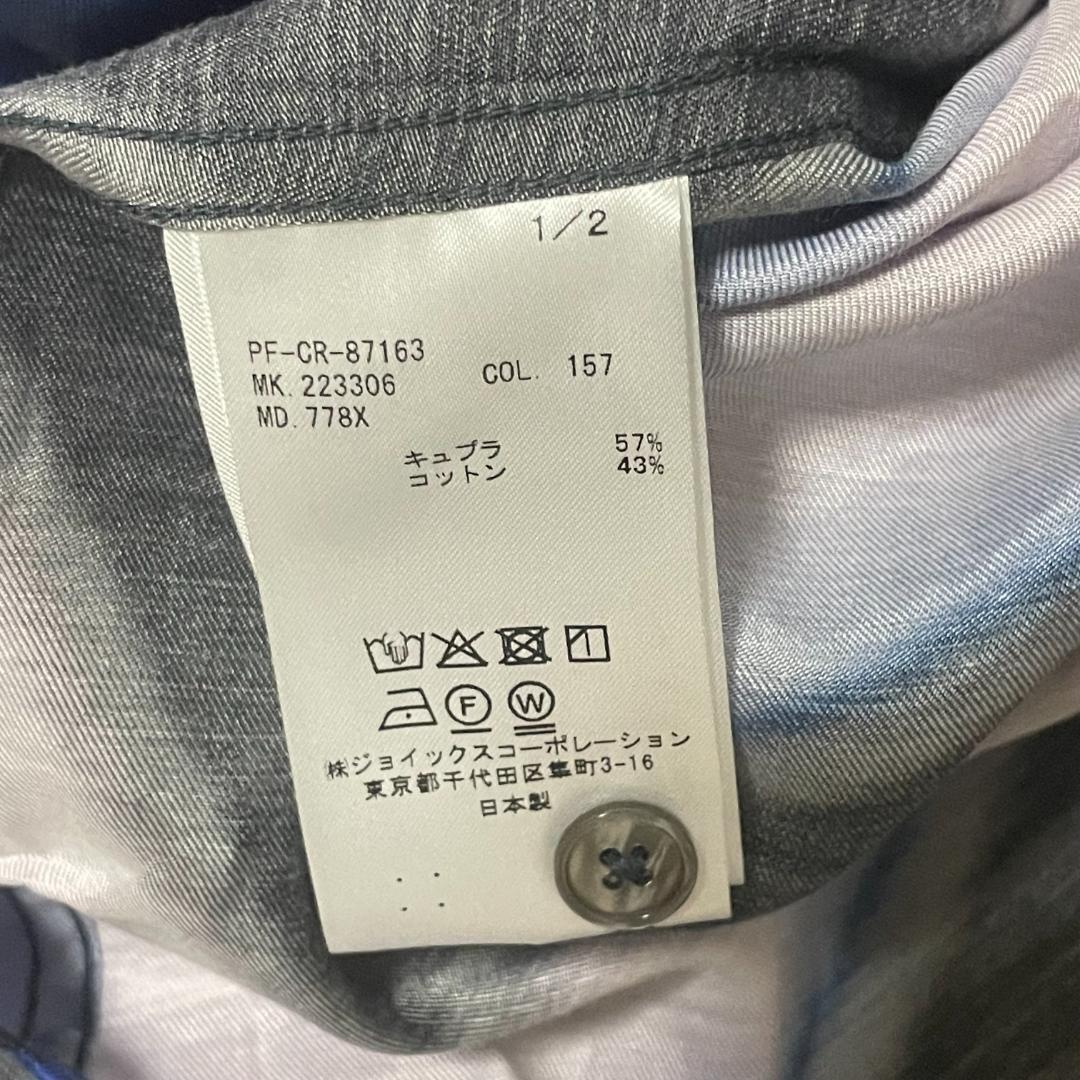 1/2
PF-CR-87163
MK. 223306 COL. 157
MD. 778X
キュプラ 57%
コットン 43%
F W
㈱ジョイックスコーポレーション
東京都千代田区隼町3-16
日本製